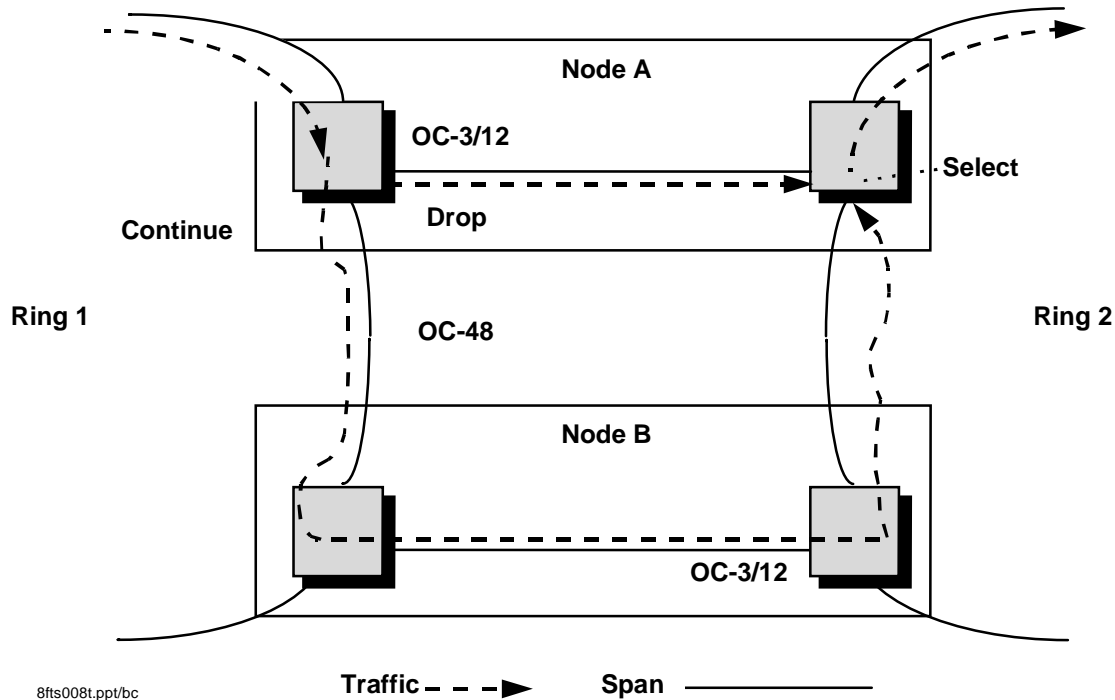 Node A
OC-3/12
Select
Drop
Continue
Ring 1
OC-48
Ring 2
Node B
OC-3/12
Traffic
Span
8fts008t.ppt/bc